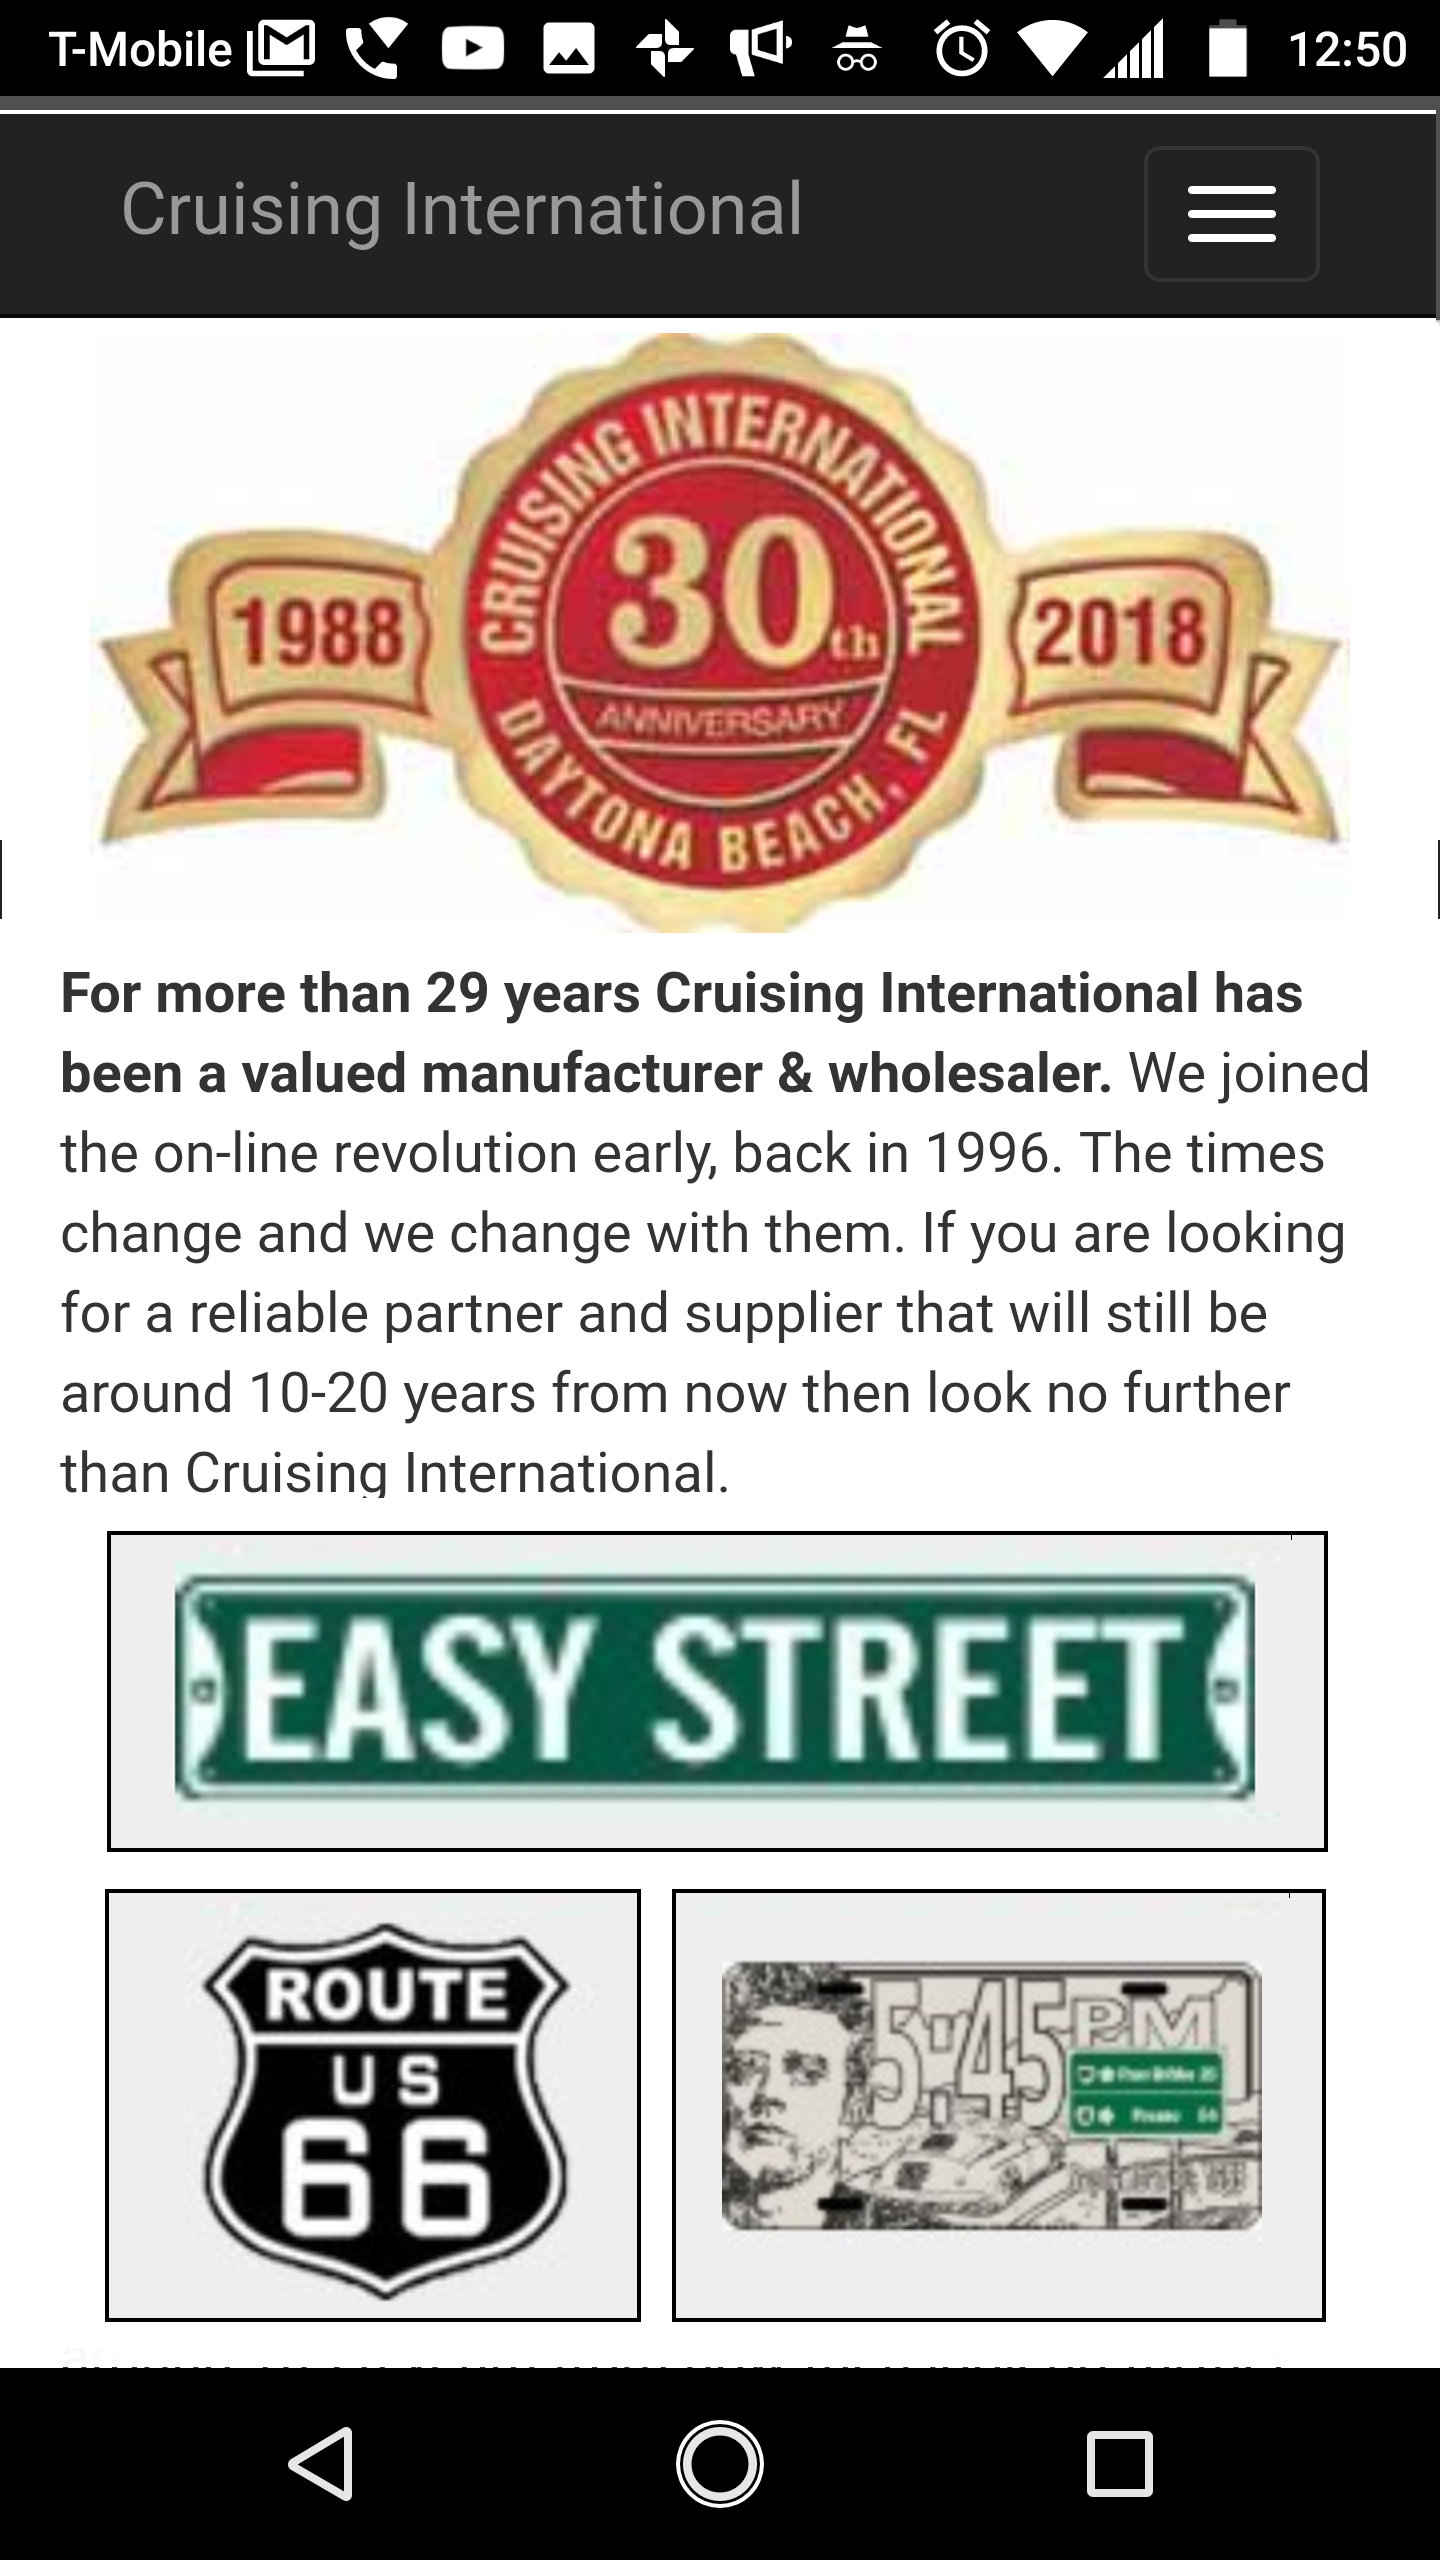 T-Mobile 12:50
Cruising International
CRUISING INTERNATIONAL
30th
1988
2018
ANNIVERSARY
DAYTONA BEACH, FL
For more than 29 years Cruising International has
been a valued manufacturer & wholesaler. We joined
the on-line revolution early, back in 1996. The times
change and we change with them. If you are looking
for a reliable partner and supplier that will still be
around 10-20 years from now then look no further
than Cruising International.
EASY STREET
ROUTE
US
66
5:45 PM